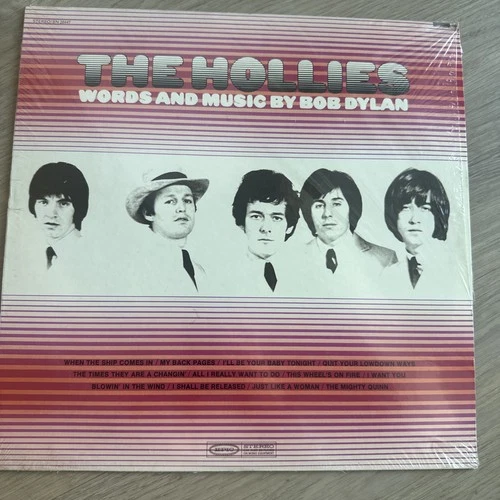 THE HOLLIES
WORDS AND MUSIC BY BOB DYLAN
WHEN THE SHIP COMES IN / MY BACK PAGES / I'LL BE YOUR BABY TONIGHT / QUIT YOUR LOWDOWN WAYS
THE TIMES THEY ARE A CHANGIN' / ALL I REALLY WANT TO DO / THIS WHEEL'S ON FIRE / I WANT YOU
BLOWIN' IN THE WIND / I SHALL BE RELEASED / JUST LIKE A WOMAN / THE MIGHTY QUINN
EPIC STEREO